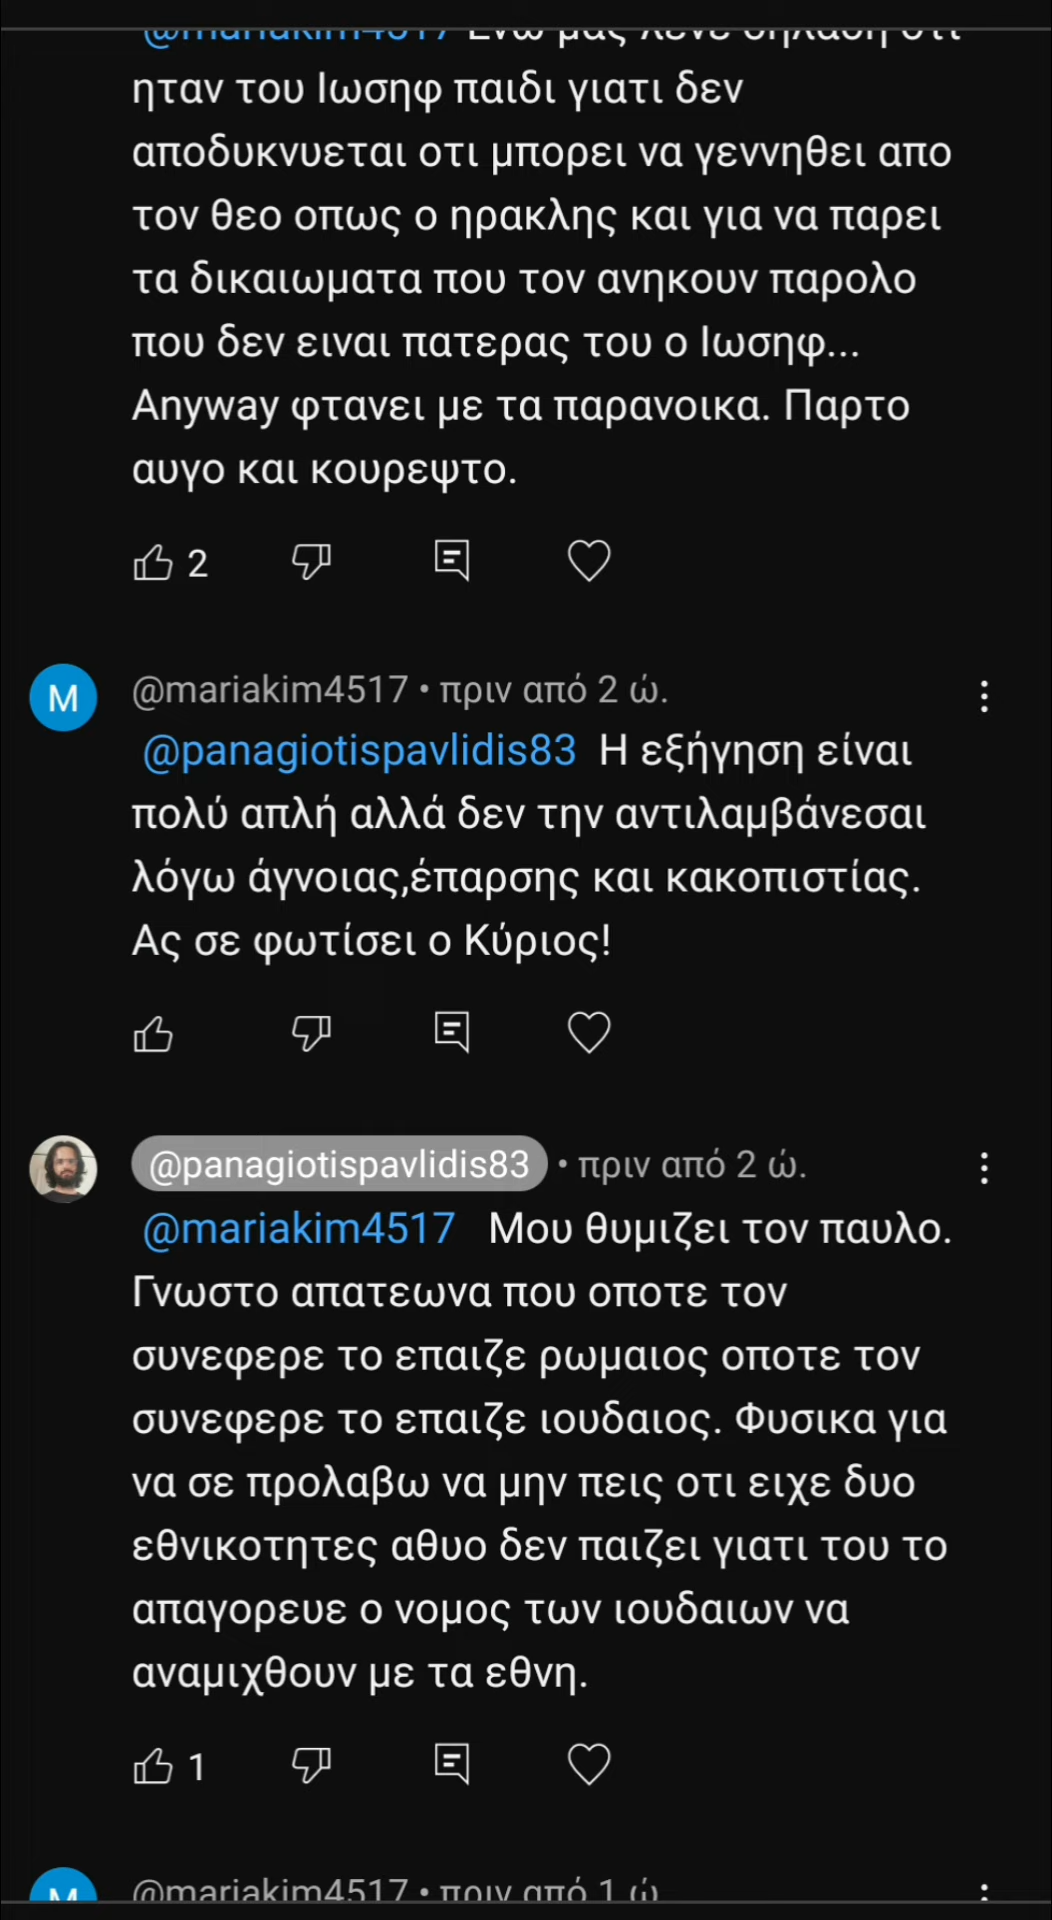 ηταν του Ιωσηφ παιδι γιατι δεν
αποδυκνυεται οτι μπορει να γεννηθει απο
τον θεο οπως ο ηρακλης και για να παρει
τα δικαιωματα που τον ανηκουν παρολο
που δεν ειναι πατερας του ο Ιωσηφ...
Anyway φτανει με τα παρανοικα. Παρτο
αυγο και κουρεψτο.
2
M
@mariakim4517 • πριν από 2 ώ.
@panagiotispavlidis83 Η εξήγηση είναι
πολύ απλή αλλά δεν την αντιλαμβάνεσαι
λόγω άγνοιας,έπαρσης και κακοπιστίας.
Ας σε φωτίσει ο Κύριος!
@panagiotispavlidis83 • πριν από 2 ώ.
@mariakim4517 Μου θυμιζει τον παυλο.
Γνωστο απατεωνα που οποτε τον
συνεφερε το επαιζε ρωμαιος οποτε τον
συνεφερε το επαιζε ιουδαιος. Φυσικα για
να σε προλαβω να μην πεις οτι ειχε δυο
εθνικοτητες αθυο δεν παιζει γιατι του το
απαγορευε ο νομος των ιουδαιων να
αναμιχθουν με τα εθνη.
1
M
@mariakim4517 • πριν από 1 ώ